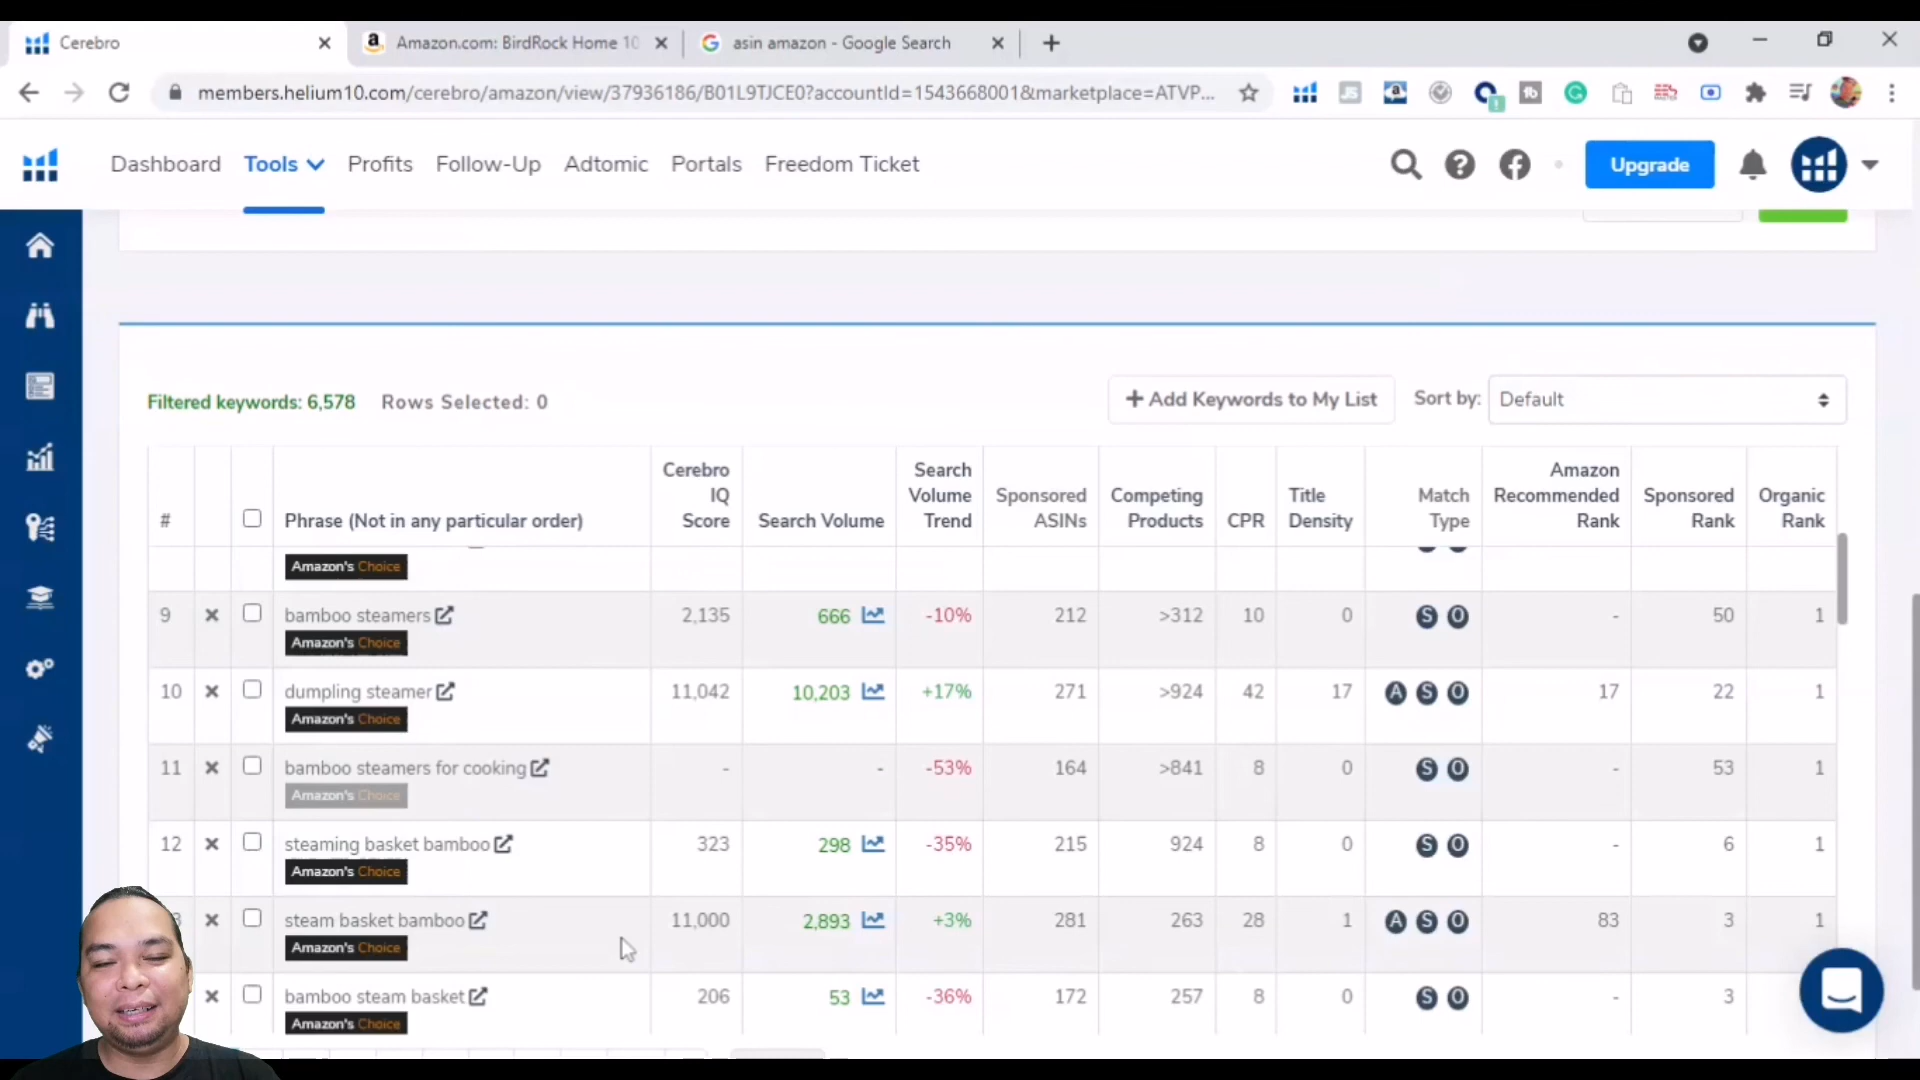 Cerebro
Amazon.com: BirdRock Home 10
asin amazon - Google Search
members.helium10.com/cerebro/amazon/view/37936186/B01L9TJCE0?accountId=1543668001&marketplace=ATVP...
Dashboard Tools Profits Follow-Up Adtomic Portals Freedom Ticket
Upgrade
Filtered keywords: 6,578 Rows Selected: 0
+ Add Keywords to My List Sort by: Default
# Phrase (Not in any particular order) Cerebro IQ Score Search Volume Search Volume Trend Sponsored ASINs Competing Products CPR Title Density Match Type Amazon Recommended Rank Sponsored Rank Organic Rank
Amazon's Choice
9 bamboo steamers 2,135 666 -10% 212 >312 10 0 S O - 50 1
Amazon's Choice
10 dumpling steamer 11,042 10,203 +17% 271 >924 42 17 A S O 17 22 1
Amazon's Choice
11 bamboo steamers for cooking - - -53% 164 >841 8 0 S O - 53 1
Amazon's Choice
12 steaming basket bamboo 323 298 -35% 215 924 8 0 S O - 6 1
Amazon's Choice
steam basket bamboo 11,000 2,893 +3% 281 263 28 1 A S O 83 3 1
Amazon's Choice
bamboo steam basket 206 53 -36% 172 257 8 0 S O - 3
Amazon's Choice